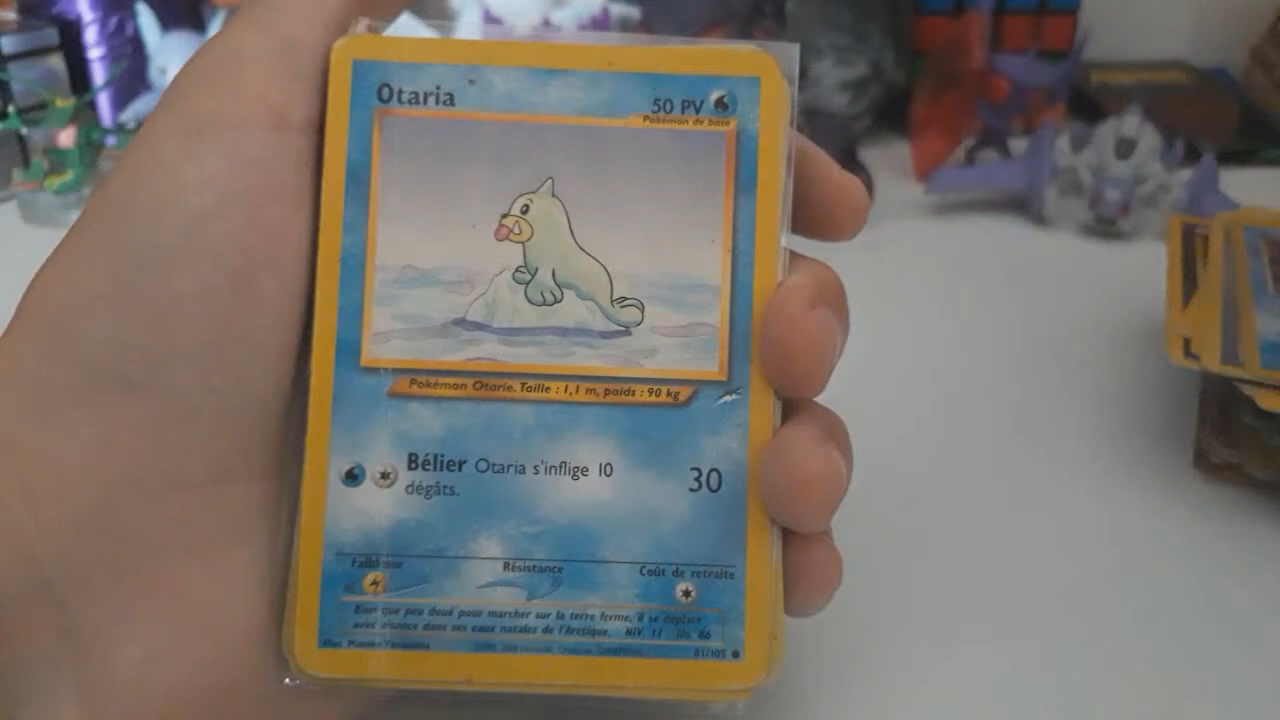 Otaria
50 PV
Pokémon de base
Pokémon Otarie. Taille : 1,1 m, poids : 90 kg
Bélier Otaria s'inflige 10 30
dégâts.
Faiblesse Résistance Coût de retraite
Bien que peu doué pour marcher sur la terre ferme, il se déplace
avec aisance dans ses eaux natales de l'Arctique. NIV. 11 No. 86
81/105